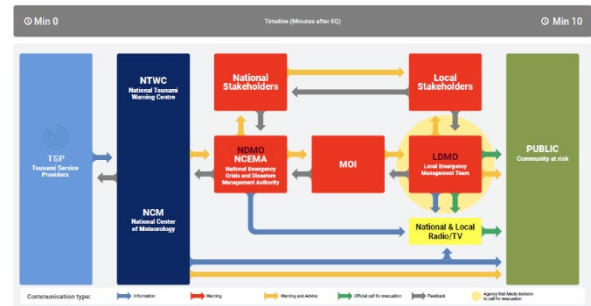 Min 0
Timeline (Minutes after EQ)
Min 10
TSP
Tsunami Service
Providers
NTWC
National Tsunami
Warning Centre
NCM
National Center
of Meteorology
National
Stakeholders
Local
Stakeholders
NDMO
NCEMA
National Emergency
Crisis and Disasters
Management Authority
MOI
LDMO
Local Emergency
Management Team
National & Local
Radio/TV
PUBLIC
Community at risk
Communication type:
Information
Warning
Warning and Advice
Official call for evacuation
Feedback
Agency that Made Decision
to call for evacuation